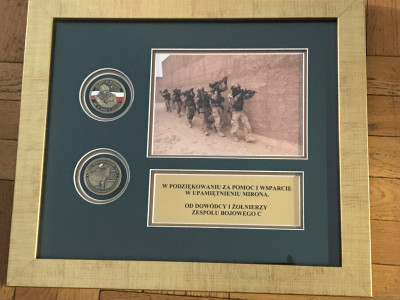 W PODZIĘKOWANIU ZA POMOC I WSPARCIE
W UPAMIĘTNIENIU MIRONA.
OD DOWÓDCY I ŻOŁNIERZY
ZESPOŁU BOJOWEGO C